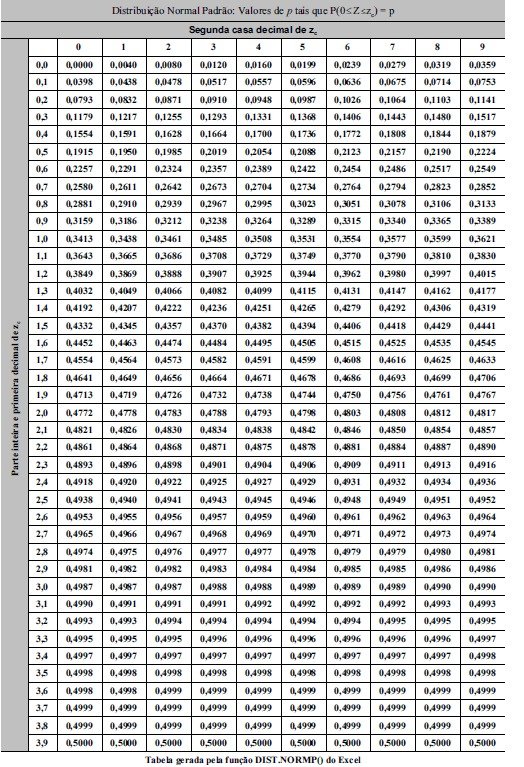 Distribuição Normal Padrão: Valores de p tais que P(0≤Z≤zc) = p
Segunda casa decimal de zc
0 1 2 3 4 5 6 7 8 9
Parte inteira e primeira decimal de zc
0,0 0,0000 0,0040 0,0080 0,0120 0,0160 0,0199 0,0239 0,0279 0,0319 0,0359
0,1 0,0398 0,0438 0,0478 0,0517 0,0557 0,0596 0,0636 0,0675 0,0714 0,0753
0,2 0,0793 0,0832 0,0871 0,0910 0,0948 0,0987 0,1026 0,1064 0,1103 0,1141
0,3 0,1179 0,1217 0,1255 0,1293 0,1331 0,1368 0,1406 0,1443 0,1480 0,1517
0,4 0,1554 0,1591 0,1628 0,1664 0,1700 0,1736 0,1772 0,1808 0,1844 0,1879
0,5 0,1915 0,1950 0,1985 0,2019 0,2054 0,2088 0,2123 0,2157 0,2190 0,2224
0,6 0,2257 0,2291 0,2324 0,2357 0,2389 0,2422 0,2454 0,2486 0,2517 0,2549
0,7 0,2580 0,2611 0,2642 0,2673 0,2704 0,2734 0,2764 0,2794 0,2823 0,2852
0,8 0,2881 0,2910 0,2939 0,2967 0,2995 0,3023 0,3051 0,3078 0,3106 0,3133
0,9 0,3159 0,3186 0,3212 0,3238 0,3264 0,3289 0,3315 0,3340 0,3365 0,3389
1,0 0,3413 0,3438 0,3461 0,3485 0,3508 0,3531 0,3554 0,3577 0,3599 0,3621
1,1 0,3643 0,3665 0,3686 0,3708 0,3729 0,3749 0,3770 0,3790 0,3810 0,3830
1,2 0,3849 0,3869 0,3888 0,3907 0,3925 0,3944 0,3962 0,3980 0,3997 0,4015
1,3 0,4032 0,4049 0,4066 0,4082 0,4099 0,4115 0,4131 0,4147 0,4162 0,4177
1,4 0,4192 0,4207 0,4222 0,4236 0,4251 0,4265 0,4279 0,4292 0,4306 0,4319
1,5 0,4332 0,4345 0,4357 0,4370 0,4382 0,4394 0,4406 0,4418 0,4429 0,4441
1,6 0,4452 0,4463 0,4474 0,4484 0,4495 0,4505 0,4515 0,4525 0,4535 0,4545
1,7 0,4554 0,4564 0,4573 0,4582 0,4591 0,4599 0,4608 0,4616 0,4625 0,4633
1,8 0,4641 0,4649 0,4656 0,4664 0,4671 0,4678 0,4686 0,4693 0,4699 0,4706
1,9 0,4713 0,4719 0,4726 0,4732 0,4738 0,4744 0,4750 0,4756 0,4761 0,4767
2,0 0,4772 0,4778 0,4783 0,4788 0,4793 0,4798 0,4803 0,4808 0,4812 0,4817
2,1 0,4821 0,4826 0,4830 0,4834 0,4838 0,4842 0,4846 0,4850 0,4854 0,4857
2,2 0,4861 0,4864 0,4868 0,4871 0,4875 0,4878 0,4881 0,4884 0,4887 0,4890
2,3 0,4893 0,4896 0,4898 0,4901 0,4904 0,4906 0,4909 0,4911 0,4913 0,4916
2,4 0,4918 0,4920 0,4922 0,4925 0,4927 0,4929 0,4931 0,4932 0,4934 0,4936
2,5 0,4938 0,4940 0,4941 0,4943 0,4945 0,4946 0,4948 0,4949 0,4951 0,4952
2,6 0,4953 0,4955 0,4956 0,4957 0,4959 0,4960 0,4961 0,4962 0,4963 0,4964
2,7 0,4965 0,4966 0,4967 0,4968 0,4969 0,4970 0,4971 0,4972 0,4973 0,4974
2,8 0,4974 0,4975 0,4976 0,4977 0,4977 0,4978 0,4979 0,4979 0,4980 0,4981
2,9 0,4981 0,4982 0,4982 0,4983 0,4984 0,4984 0,4985 0,4985 0,4986 0,4986
3,0 0,4987 0,4987 0,4987 0,4988 0,4988 0,4989 0,4989 0,4989 0,4990 0,4990
3,1 0,4990 0,4991 0,4991 0,4991 0,4992 0,4992 0,4992 0,4992 0,4993 0,4993
3,2 0,4993 0,4993 0,4994 0,4994 0,4994 0,4994 0,4994 0,4995 0,4995 0,4995
3,3 0,4995 0,4995 0,4995 0,4996 0,4996 0,4996 0,4996 0,4996 0,4996 0,4997
3,4 0,4997 0,4997 0,4997 0,4997 0,4997 0,4997 0,4997 0,4997 0,4997 0,4998
3,5 0,4998 0,4998 0,4998 0,4998 0,4998 0,4998 0,4998 0,4998 0,4998 0,4998
3,6 0,4998 0,4998 0,4999 0,4999 0,4999 0,4999 0,4999 0,4999 0,4999 0,4999
3,7 0,4999 0,4999 0,4999 0,4999 0,4999 0,4999 0,4999 0,4999 0,4999 0,4999
3,8 0,4999 0,4999 0,4999 0,4999 0,4999 0,4999 0,4999 0,4999 0,4999 0,4999
3,9 0,5000 0,5000 0,5000 0,5000 0,5000 0,5000 0,5000 0,5000 0,5000 0,5000
Tabela gerada pela função DIST.NORMP() do Excel